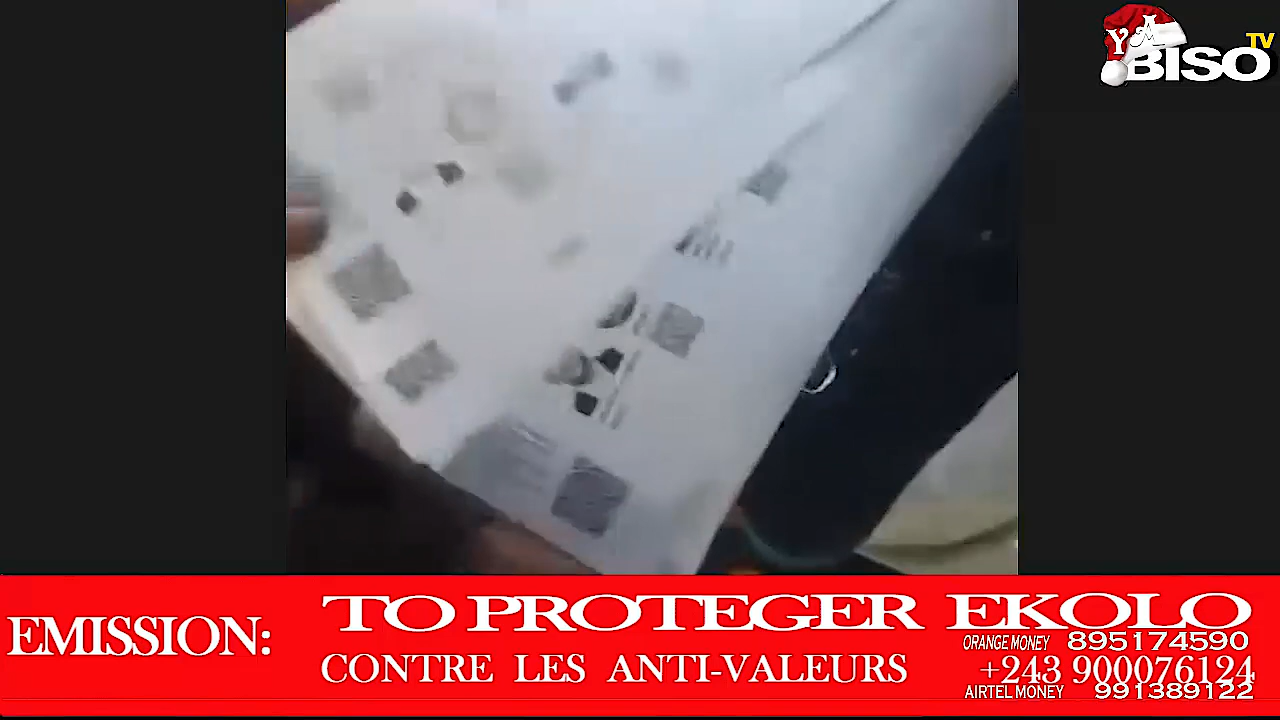 YA BISO TV
EMISSION:
TO PROTEGER EKOLO
CONTRE LES ANTI-VALEURS
ORANGE MONEY 895174590
+243 900076124
AIRTEL MONEY 991389122